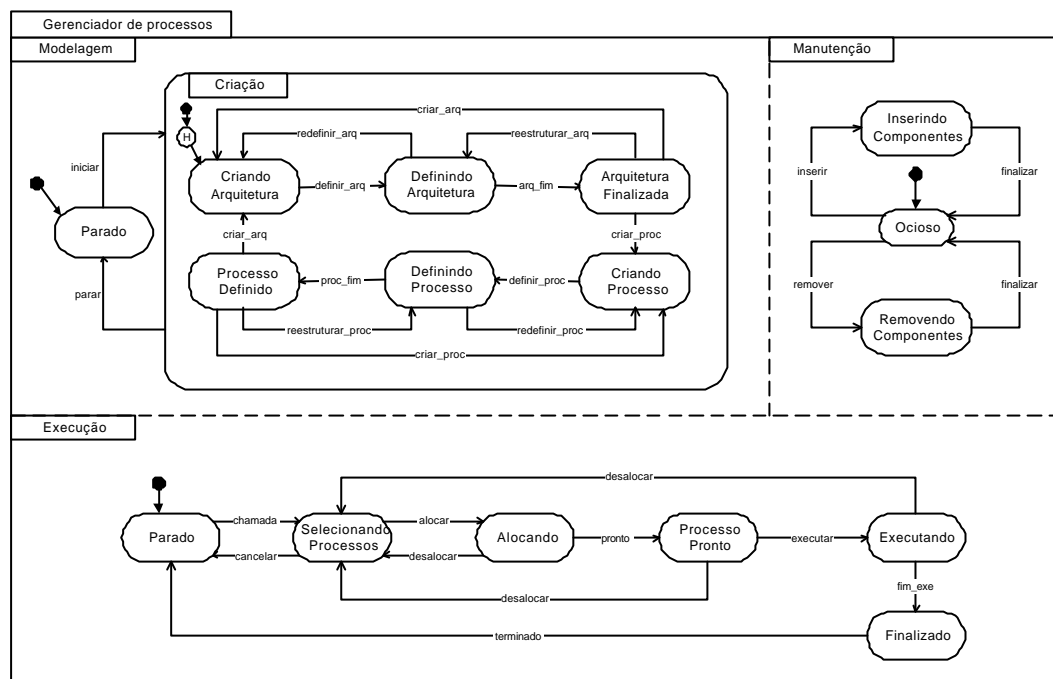 Gerenciador de processos
Modelagem
Manutenção
Criação
criar_arq
redefinir_arq
reestruturar_arq
H
iniciar
Criando
Arquitetura
definir_arq
Definindo
Arquitetura
arq_fim
Arquitetura
Finalizada
Parado
criar_arq
criar_proc
Processo
Definido
proc_fim
Definindo
Processo
definir_proc
Criando
Processo
parar
reestruturar_proc
redefinir_proc
criar_proc
Inserindo
Componentes
inserir
finalizar
Ocioso
remover
finalizar
Removendo
Componentes
Execução
desalocar
Parado
chamada
cancelar
Selecionando
Processos
alocar
desalocar
Alocando
pronto
Processo
Pronto
executar
Executando
desalocar
fim_exe
terminado
Finalizado